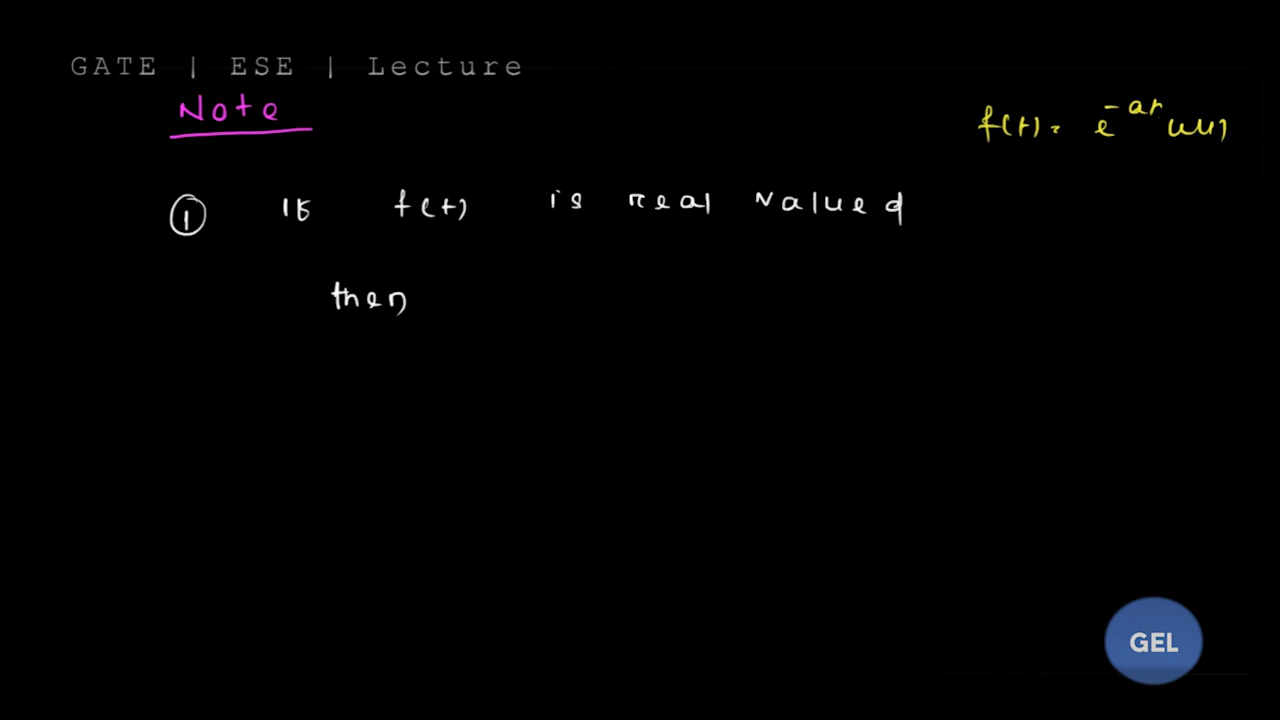 GATE | ESE | Lecture
Note
f(t) = e^{-at} u(t)
① If f(t) is real valued
then
GEL